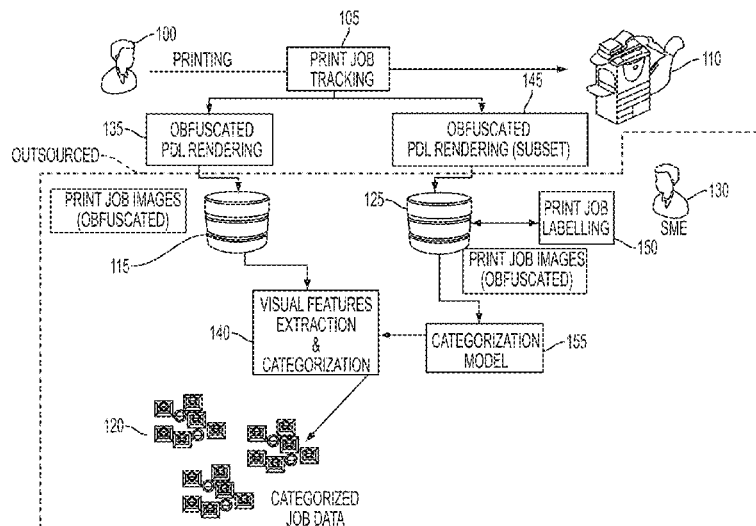 100
PRINTING
105
PRINT JOB
TRACKING
110
135
OBFUSCATED
PDL RENDERING
145
OBFUSCATED
PDL RENDERING (SUBSET)
OUTSOURCED
PRINT JOB IMAGES
(OBFUSCATED)
115
125
PRINT JOB
LABELLING
150
130
SME
PRINT JOB IMAGES
(OBFUSCATED)
VISUAL FEATURES
EXTRACTION
&
CATEGORIZATION
140
CATEGORIZATION
MODEL
155
120
CATEGORIZED
JOB DATA